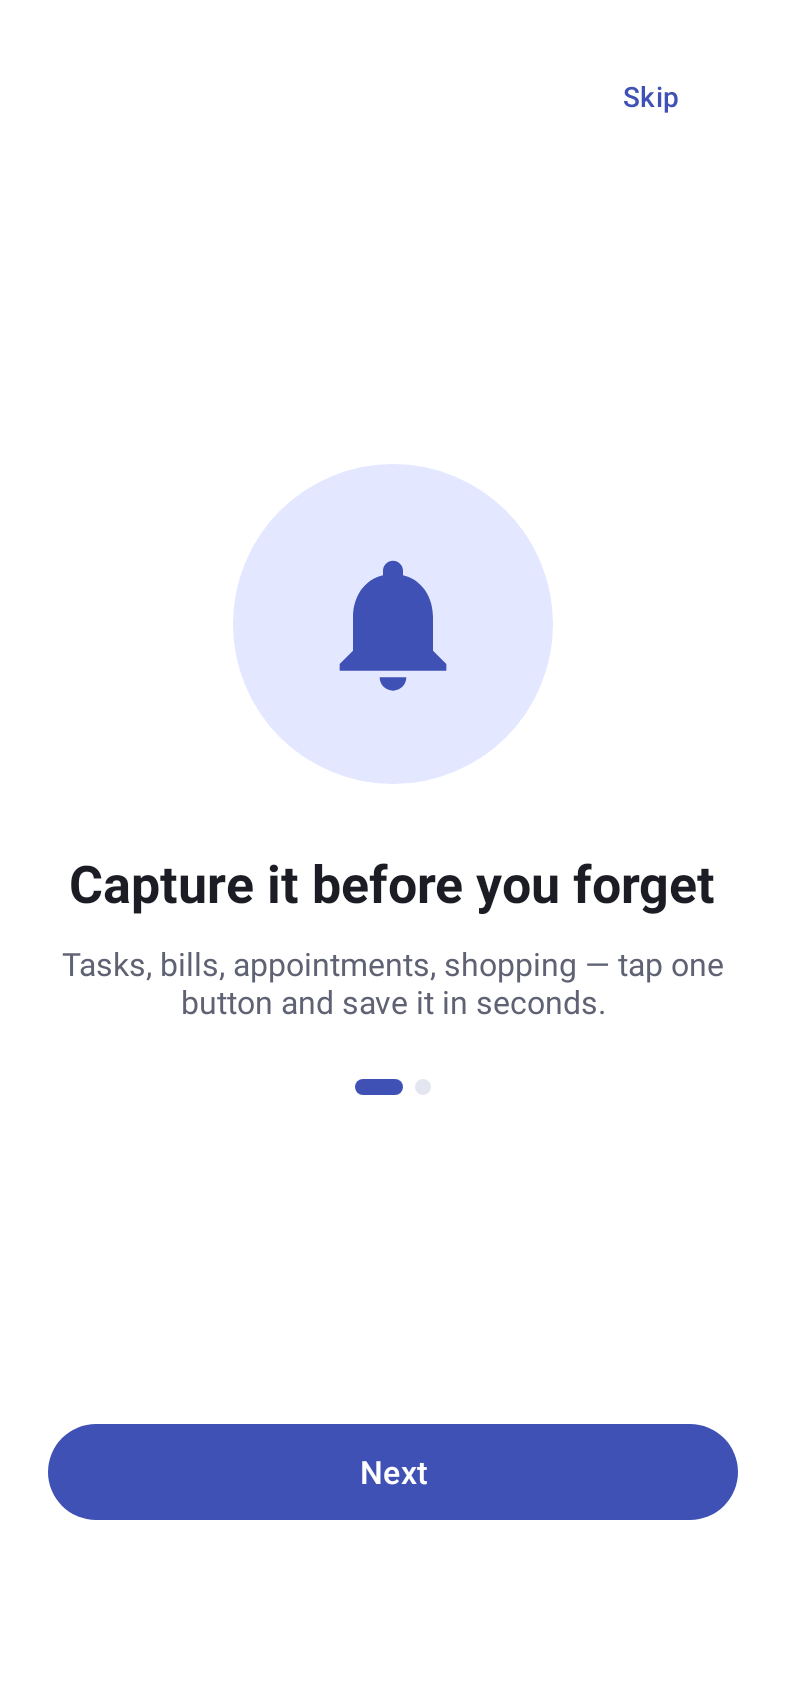 Skip
Capture it before you forget
Tasks, bills, appointments, shopping — tap one
button and save it in seconds.
Next